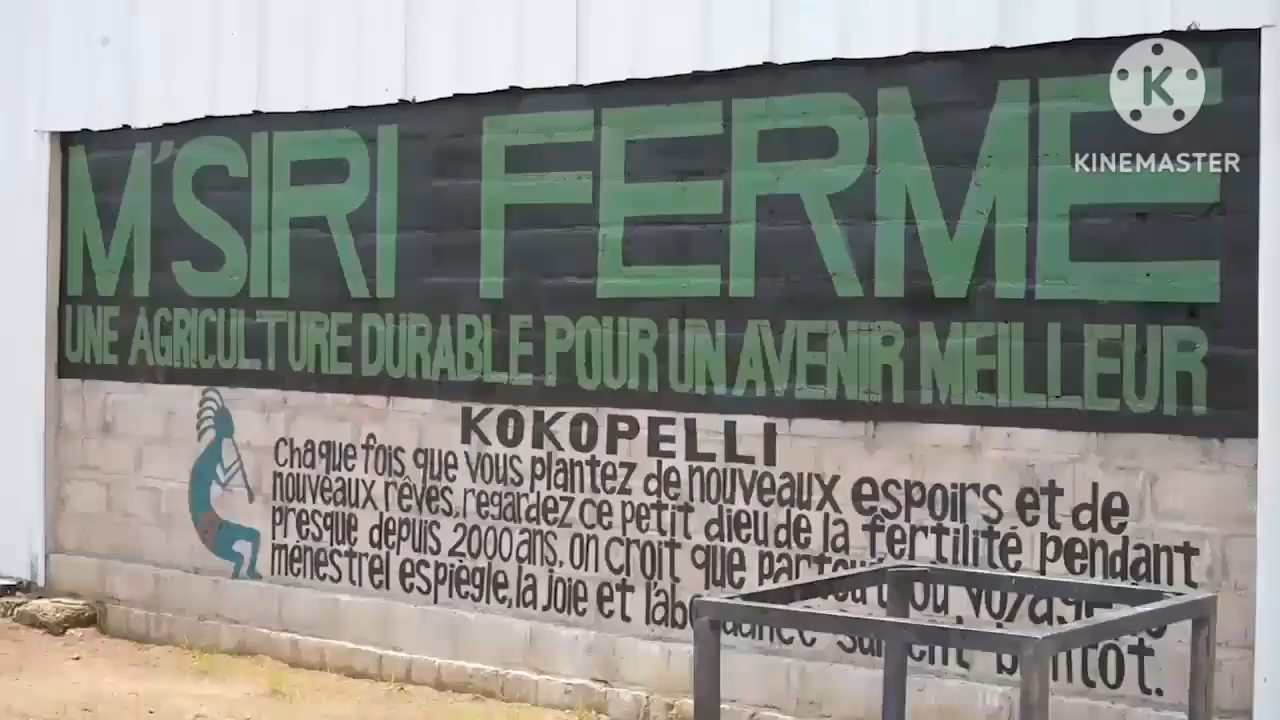 M'SIRI FERME
UNE AGRICULTURE DURABLE POUR UN AVENIR MEILLEUR
KOKOPELLI
Chaque fois que vous plantez de nouveaux espoirs et de
nouveaux rêves, regardez ce petit dieu de la fertilité pendant
presque depuis 2000 ans, on croit que partout où
ménestrel espiègle, la joie et
K
KINEMASTER